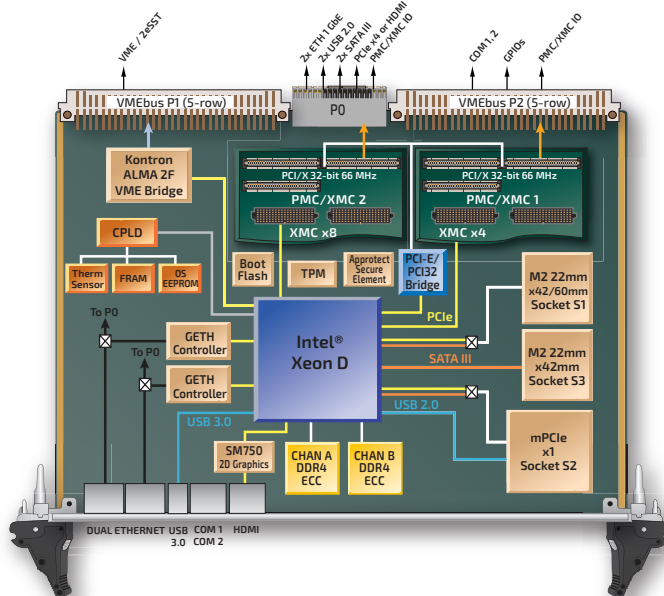 VME / 2eSST
2x ETH 1 GbE
2x USB 2.0
2x SATA III
PCIe x4 or HDMI
PMC/XMC IO
COM 1, 2
GPIOs
PMC/XMC IO
VMEbus P1 (5-row)
P0
VMEbus P2 (5-row)
Kontron
ALMA 2F
VME Bridge
PCI/X 32-bit 66 MHz
PMC/XMC 2
XMC x8
PCI/X 32-bit 66 MHz
PMC/XMC 1
XMC x4
CPLD
Therm
Sensor
FRAM
OS
EEPROM
Boot
Flash
TPM
Approtect
Secure
Element
PCI-E/
PCI32
Bridge
M2 22mm
x42/60mm
Socket S1
To P0
To P0
PCIe
GETH
Controller
Intel®
Xeon D
SATA III
M2 22mm
x42mm
Socket S3
GETH
Controller
USB 3.0
USB 2.0
SM750
2D Graphics
CHAN A
DDR4
ECC
CHAN B
DDR4
ECC
mPCIe
x1
Socket S2
DUAL ETHERNET
USB
3.0
COM 1
COM 2
HDMI